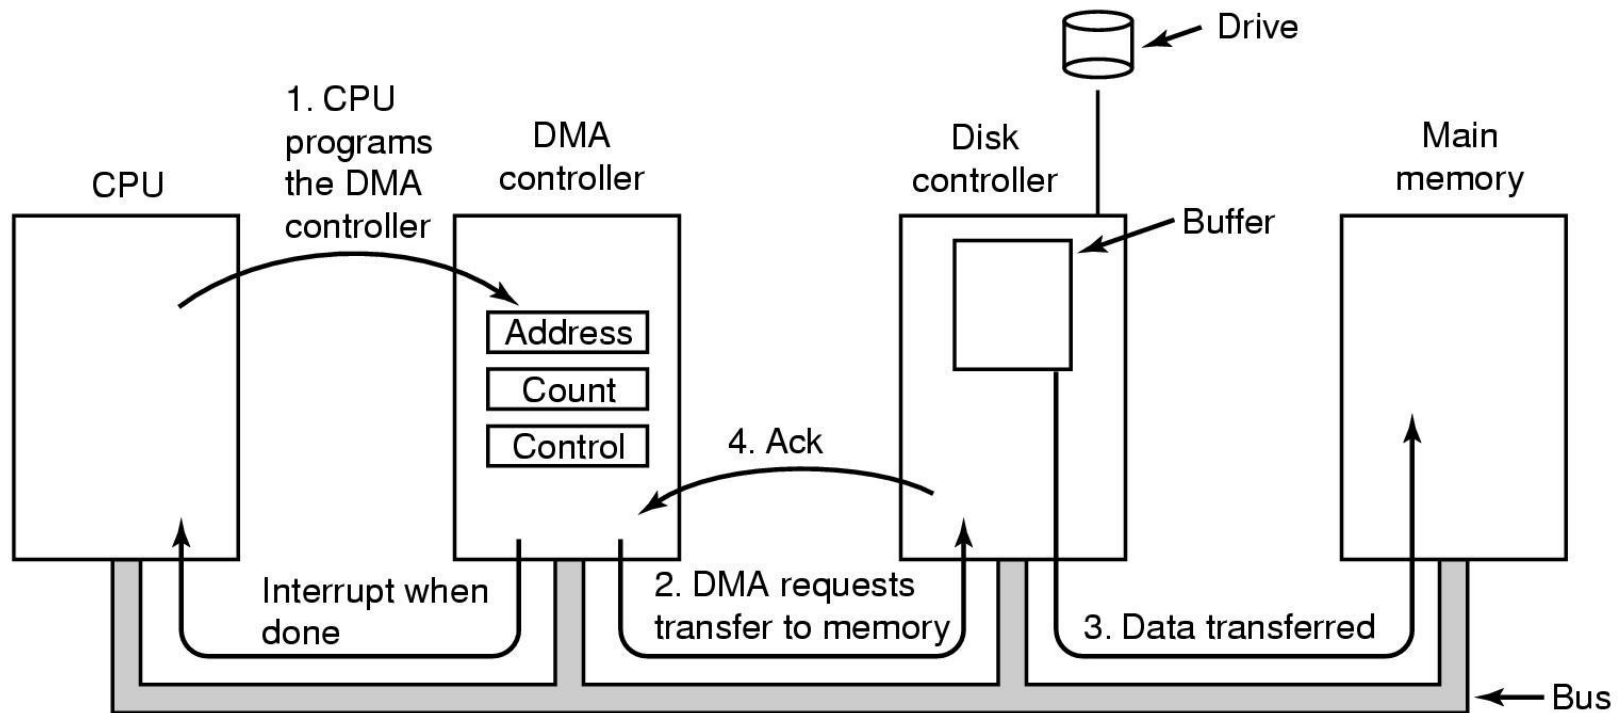 Drive
1. CPU
programs
the DMA
controller
CPU
DMA
controller
Disk
controller
Main
memory
Buffer
Address
Count
Control
4. Ack
Interrupt when
done
2. DMA requests
transfer to memory
3. Data transferred
Bus